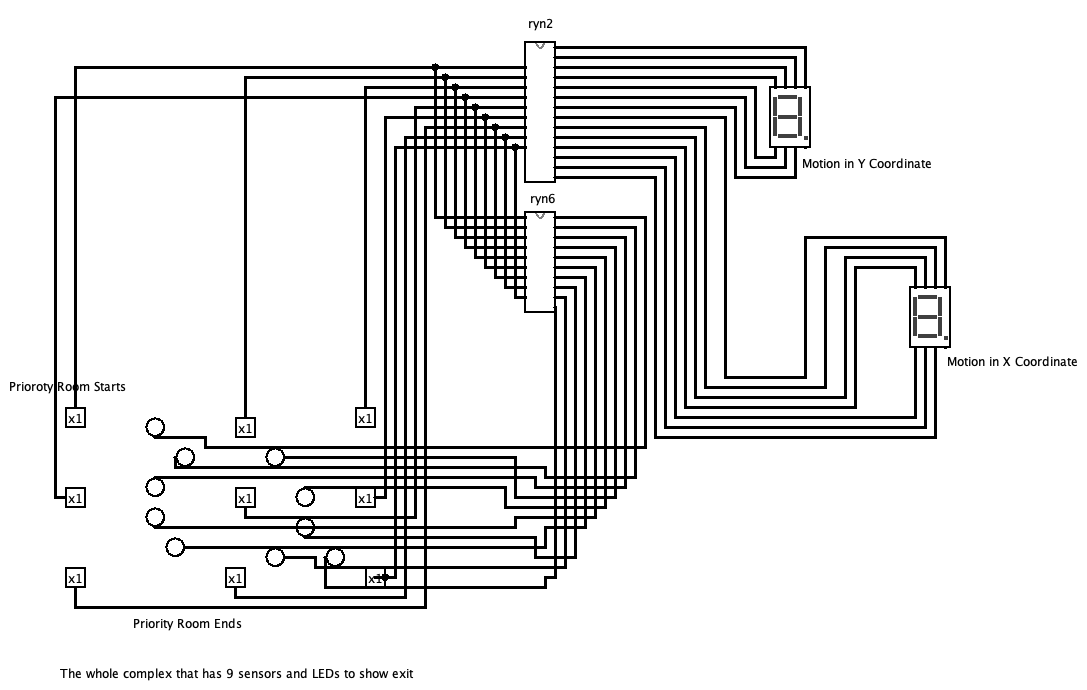 ryn2
Motion in Y Coordinate
ryn6
Motion in X Coordinate
Prioroty Room Starts
x1
x1
x1
x1
x1
x1
x1
x1
x1
Priority Room Ends
The whole complex that has 9 sensors and LEDs to show exit